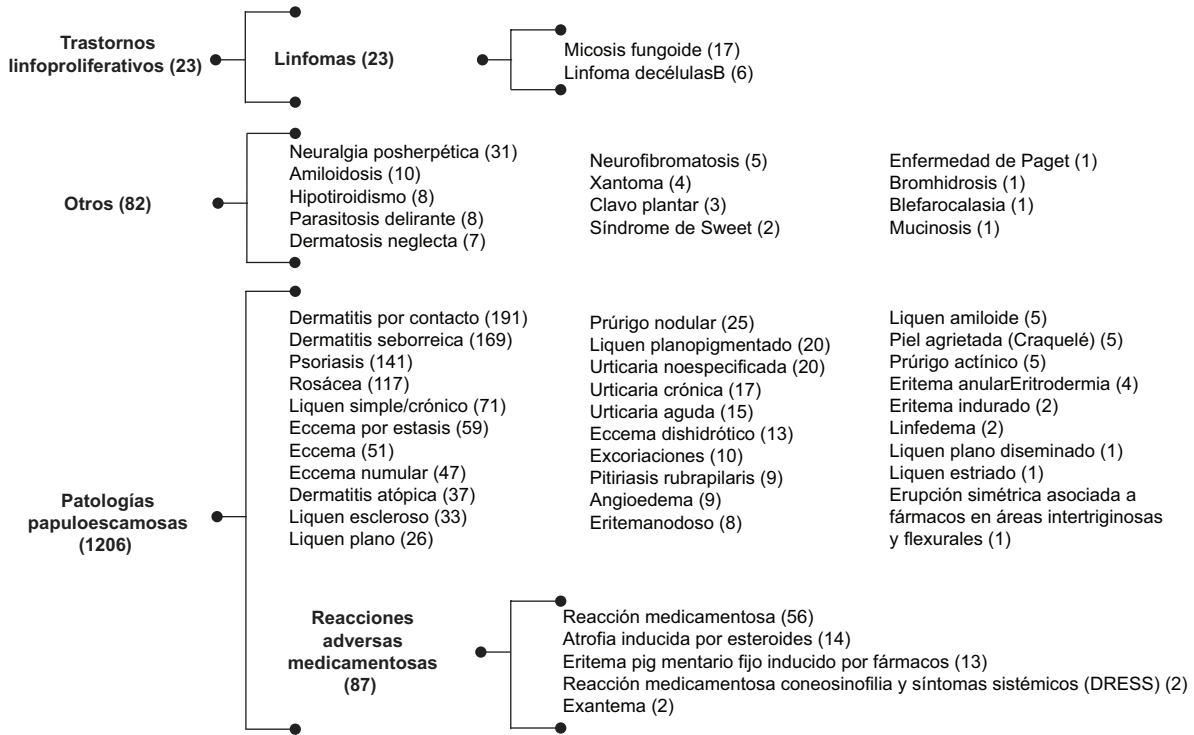 Trastornos
linfoproliferativos (23)
Linfomas (23)
Micosis fungoide (17)
Linfoma decélulasB (6)
Otros (82)
Neuralgia posherpética (31)
Amiloidosis (10)
Hipotiroidismo (8)
Parasitosis delirante (8)
Dermatosis neglecta (7)
Neurofibromatosis (5)
Xantoma (4)
Clavo plantar (3)
Síndrome de Sweet (2)
Enfermedad de Paget (1)
Bromhidrosis (1)
Blefarocalasia (1)
Mucinosis (1)
Patologías
papuloescamosas
(1206)
Dermatitis por contacto (191)
Dermatitis seborreica (169)
Psoriasis (141)
Rosácea (117)
Liquen simple/crónico (71)
Eccema por estasis (59)
Eccema (51)
Eccema numular (47)
Dermatitis atópica (37)
Liquen escleroso (33)
Liquen plano (26)
Prúrigo nodular (25)
Liquen planopigmentado (20)
Urticaria noespecificada (20)
Urticaria crónica (17)
Urticaria aguda (15)
Eccema dishidrótico (13)
Excoriaciones (10)
Pitiriasis rubrapilaris (9)
Angioedema (9)
Eritemanodoso (8)
Liquen amiloide (5)
Piel agrietada (Craquelé) (5)
Prúrigo actínico (5)
Eritema anularEritrodermia (4)
Eritema indurado (2)
Linfedema (2)
Liquen plano diseminado (1)
Liquen estriado (1)
Erupción simétrica asociada a
fármacos en áreas intertriginosas
y flexurales (1)
Reacciones
adversas
medicamentosas
(87)
Reacción medicamentosa (56)
Atrofia inducida por esteroides (14)
Eritema pig mentario fijo inducido por fármacos (13)
Reacción medicamentosa coneosinofilia y síntomas sistémicos (DRESS) (2)
Exantema (2)